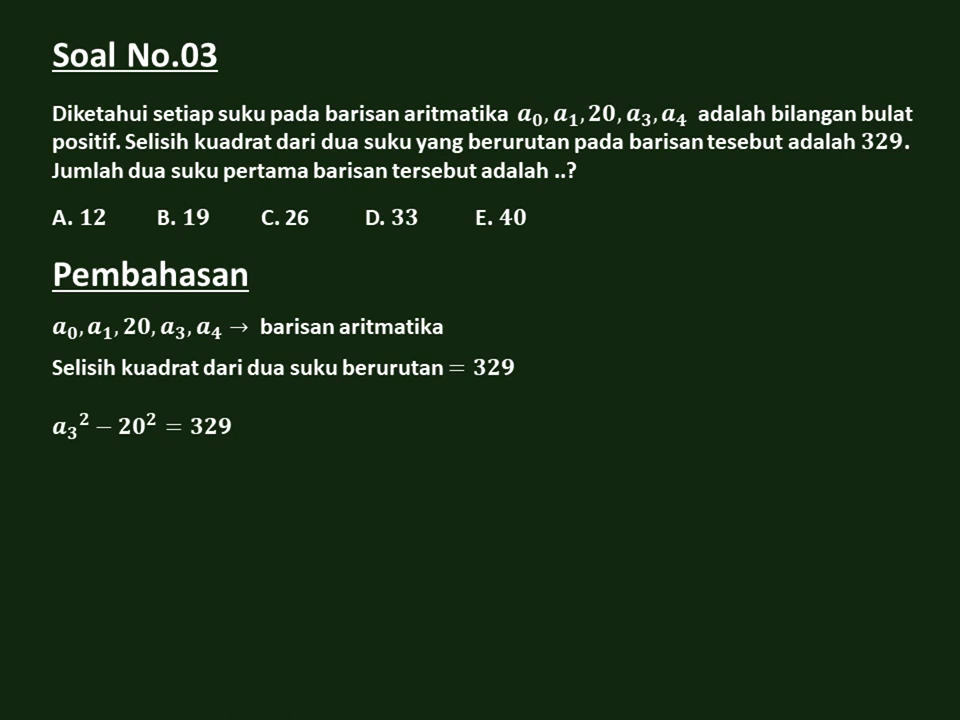 Soal No.03
Diketahui setiap suku pada barisan aritmatika a₀, a₁, 20, a₃, a₄ adalah bilangan bulat
positif. Selisih kuadrat dari dua suku yang berurutan pada barisan tesebut adalah 329.
Jumlah dua suku pertama barisan tersebut adalah ..?
A. 12 B. 19 C. 26 D. 33 E. 40
Pembahasan
a₀, a₁, 20, a₃, a₄ → barisan aritmatika
Selisih kuadrat dari dua suku berurutan = 329
a₃² − 20² = 329